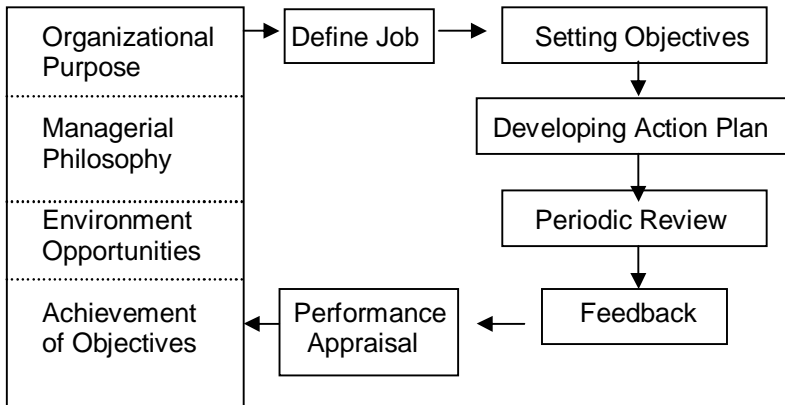 Organizational
Purpose
Define Job
Setting Objectives
Managerial
Philosophy
Developing Action Plan
Environment
Opportunities
Periodic Review
Achievement
of Objectives
Performance
Appraisal
Feedback